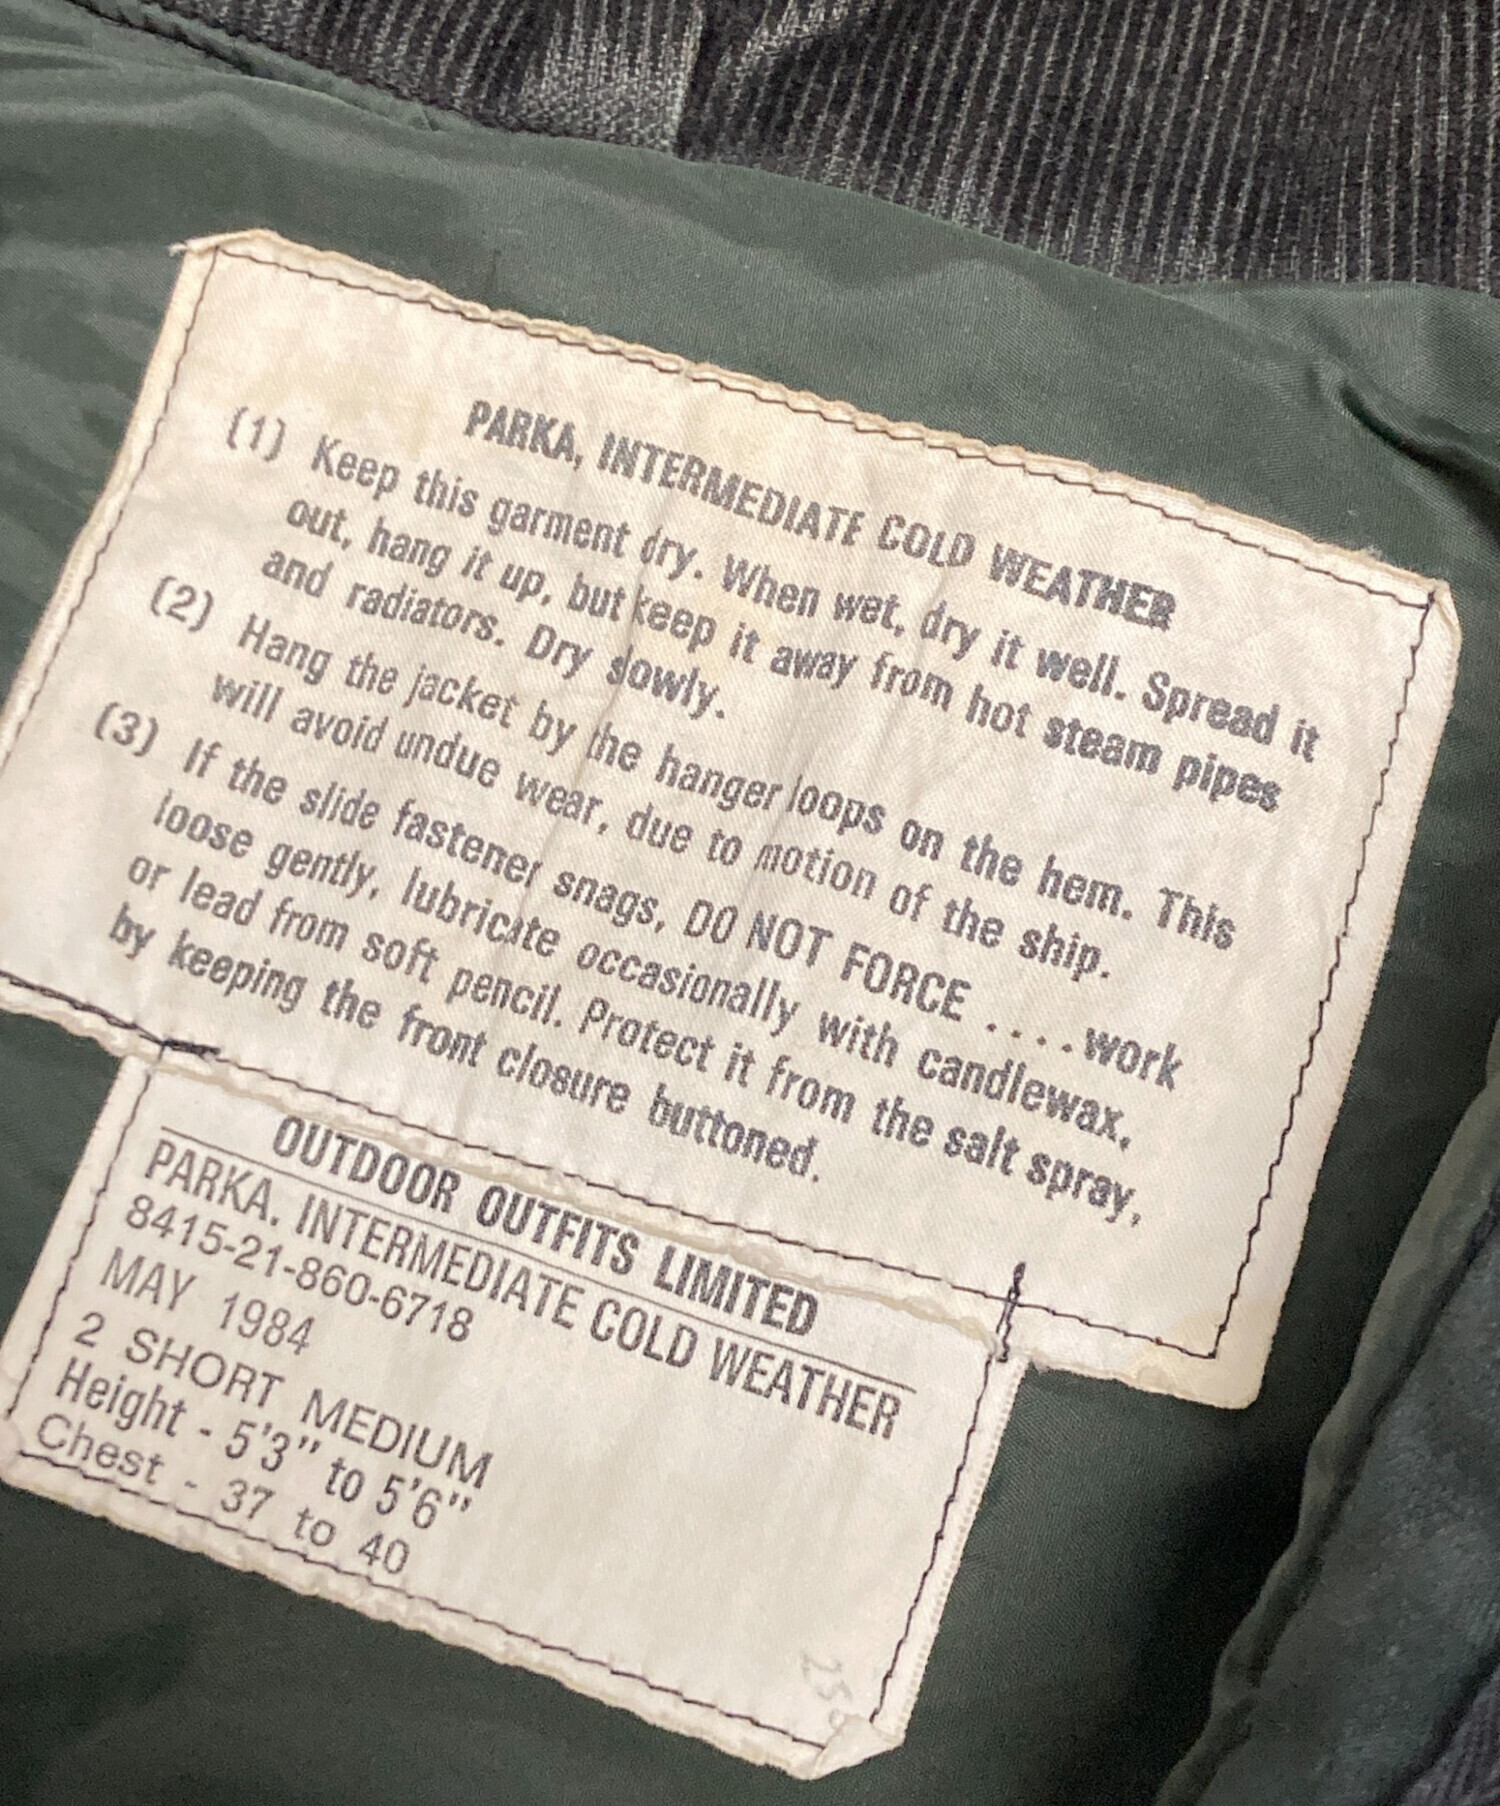 PARKA, INTERMEDIATE COLD WEATHER
(1) Keep this garment dry. When wet, dry it well. Spread it
out, hang it up, but keep it away from hot steam pipes
and radiators. Dry slowly.
(2) Hang the jacket by the hanger loops on the hem. This
will avoid undue wear, due to motion of the ship.
(3) If the slide fastener snags, DO NOT FORCE .... work
loose gently, lubricate occasionally with candlewax,
or lead from soft pencil. Protect it from the salt spray,
by keeping the front closure buttoned.
OUTDOOR OUTFITS LIMITED
PARKA. INTERMEDIATE COLD WEATHER
8415-21-860-6718
MAY 1984
2 SHORT MEDIUM
Height - 5'3" to 5'6"
Chest - 37 to 40